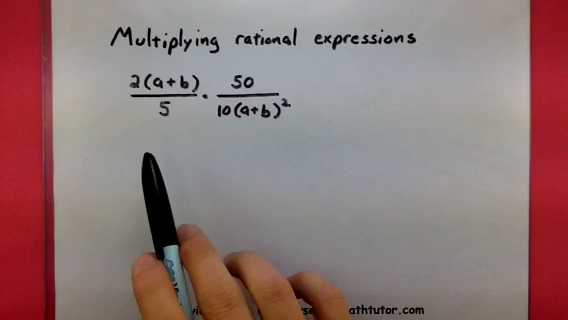 Multiplying rational expressions
2(a+b)/5 · 50/10(a+b)²
athtutor.com